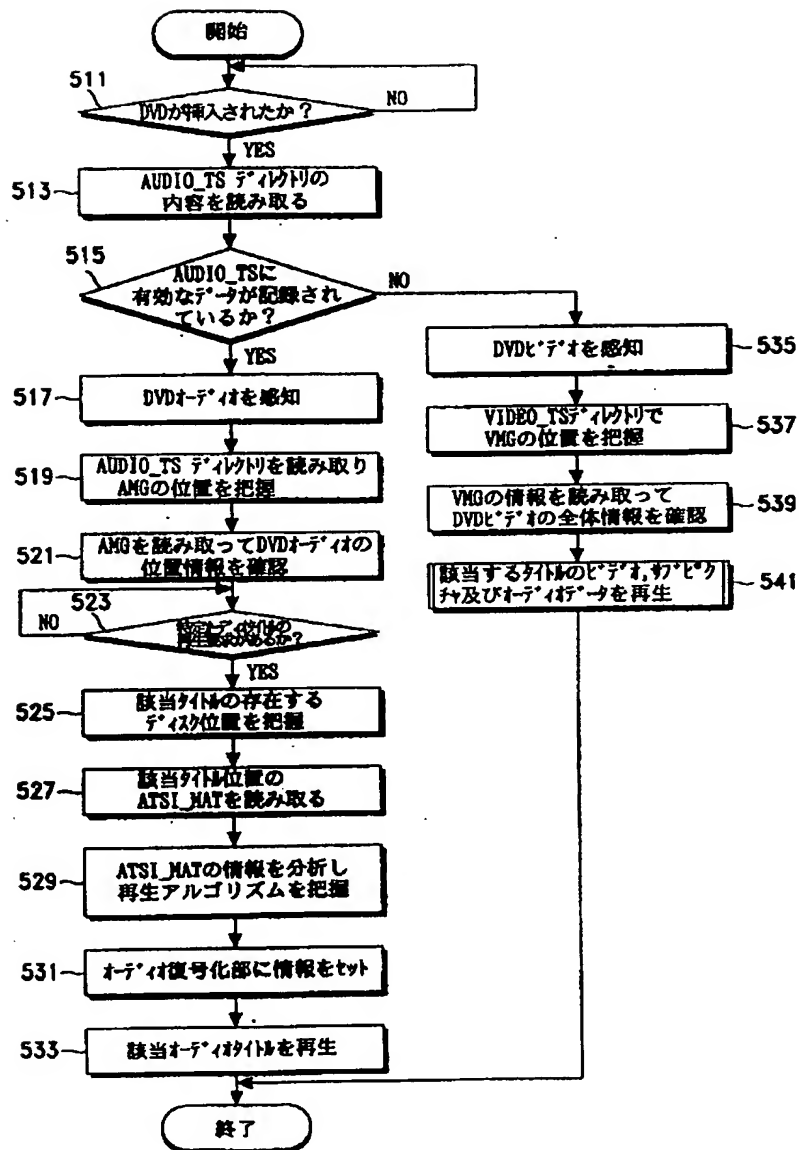 開始
511
DVDが挿入されたか？
NO
YES
513
AUDIO_TS ディレクトリの
内容を読み取る
515
AUDIO_TSに
有効なデータが記録され
ているか？
NO
YES
517
DVDオーディオを感知
519
AUDIO_TS ディレクトリを読み取り
AMGの位置を把握
521
AMGを読み取ってDVDオーディオの
位置情報を確認
523
NO
再生要求があるか？
YES
525
該当タイトルの存在する
ディスク位置を把握
527
該当タイトル位置の
ATSI_MATを読み取る
529
ATSI_MATの情報を分析し
再生アルゴリズムを把握
531
オーディオ復号化部に情報をセット
533
該当オーディオタイトルを再生
DVDビデオを感知
535
VIDEO_TSディレクトリで
VMGの位置を把握
537
VMGの情報を読み取って
DVDビデオの全体情報を確認
539
該当するタイトルのビデオ,サブピク
チャ及びオーディオデータを再生
541
終了